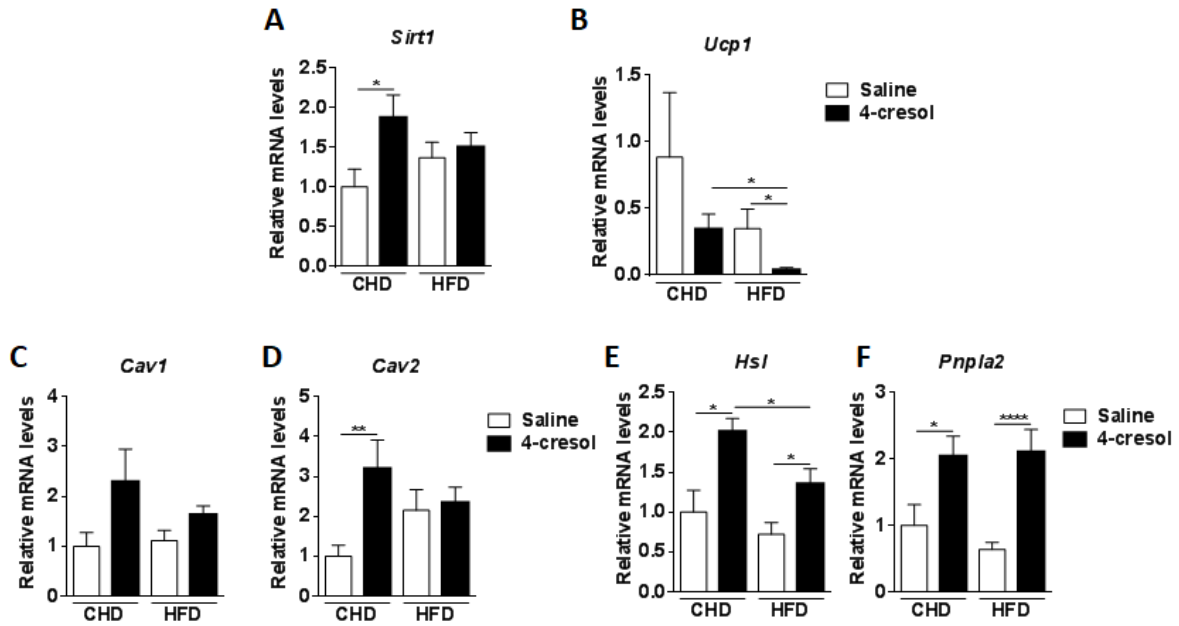 A
Sirt1
Relative mRNA levels
2.5
2.0
1.5
1.0
0.5
0.0
*
CHD
HFD
B
Ucp1
Relative mRNA levels
1.5
1.0
0.5
0.0
*
*
CHD
HFD
Saline
4-cresol
C
Cav1
Relative mRNA levels
4
3
2
1
0
CHD
HFD
D
Cav2
Relative mRNA levels
5
4
3
2
1
0
**
CHD
HFD
Saline
4-cresol
E
Hsl
Relative mRNA levels
2.5
2.0
1.5
1.0
0.5
0.0
*
*
*
CHD
HFD
F
Pnpla2
Relative mRNA levels
3
2
1
0
*
****
CHD
HFD
Saline
4-cresol